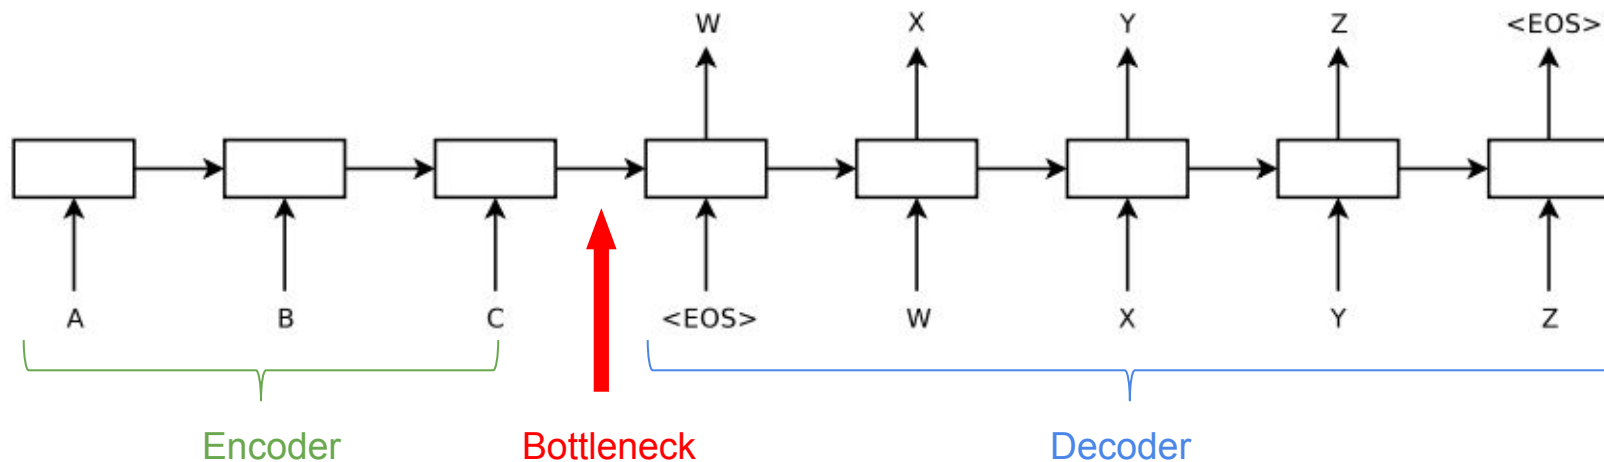 W X Y Z <EOS>
A B C <EOS> W X Y Z
Encoder Bottleneck Decoder